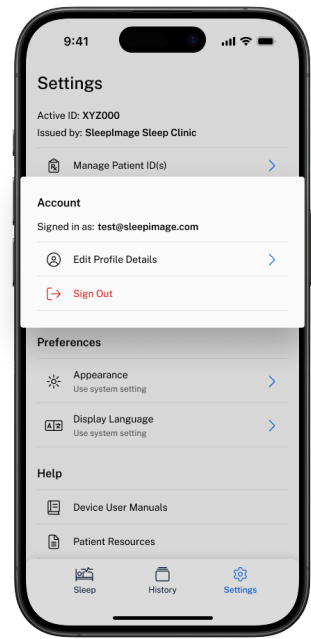 9:41
Settings
Active ID: XYZ000
Issued by: SleepImage Sleep Clinic
Manage Patient ID(s)
Account
Signed in as: test@sleepimage.com
Edit Profile Details
Sign Out
Preferences
Appearance
Use system setting
Display Language
Use system setting
Help
Device User Manuals
Patient Resources
Sleep
History
Settings